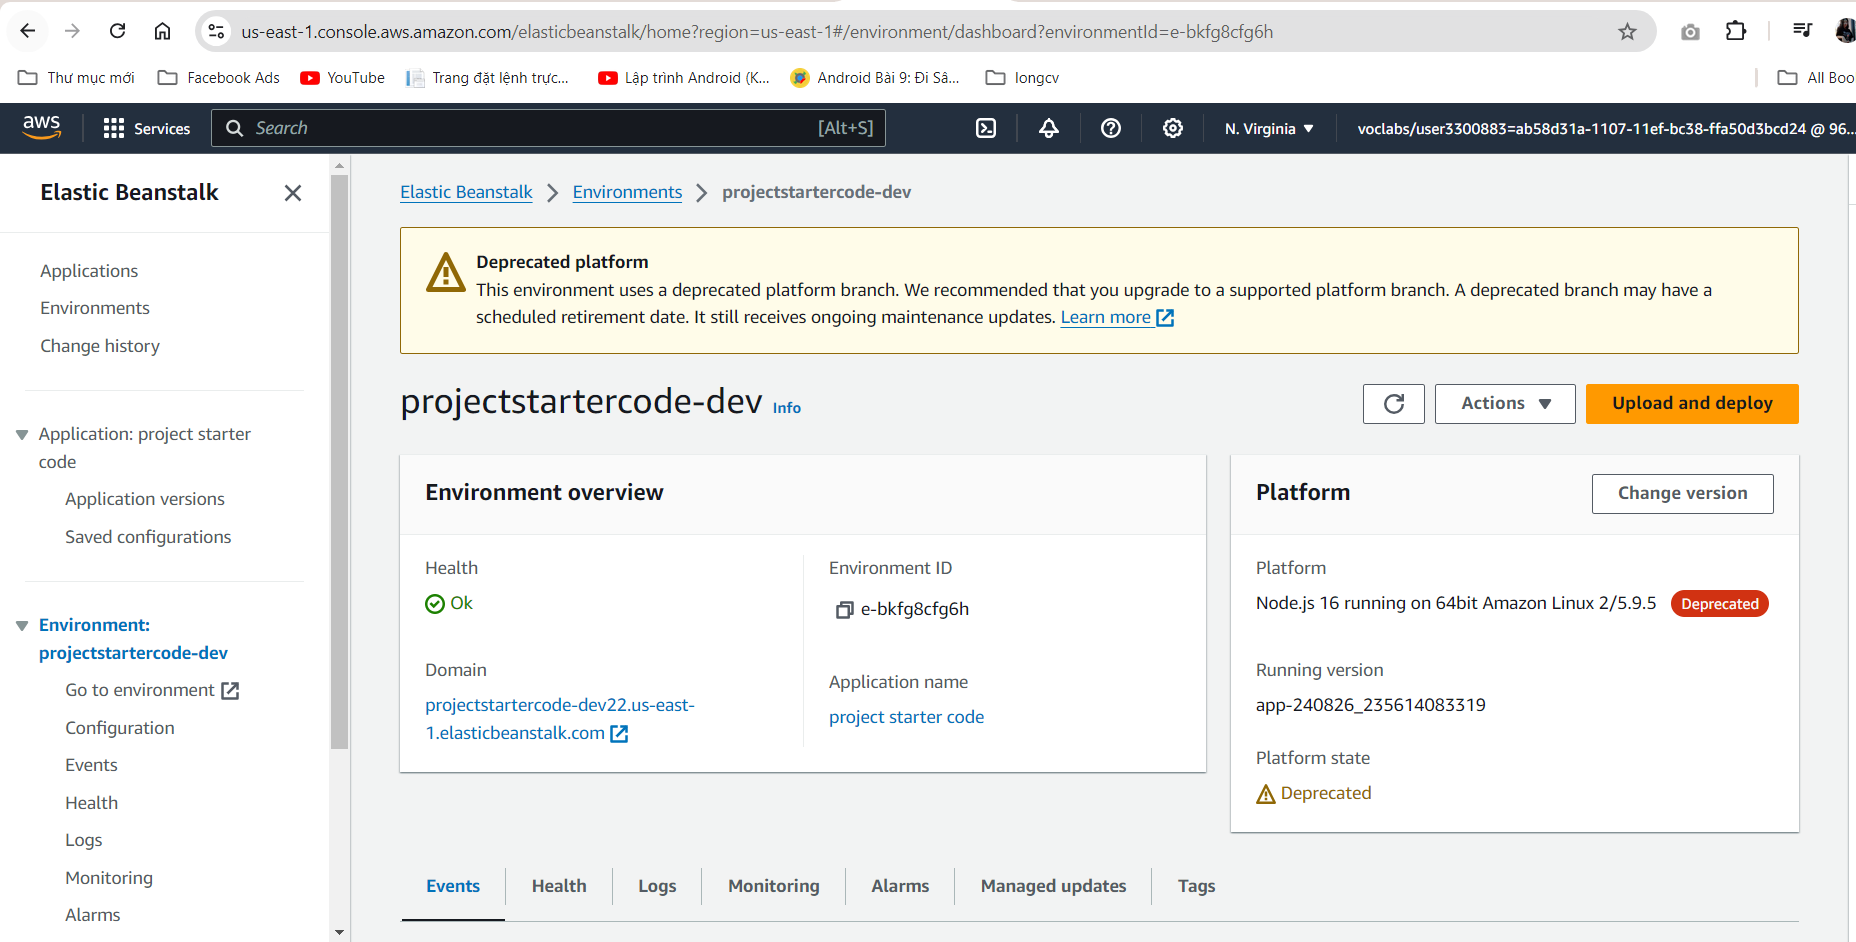 us-east-1.console.aws.amazon.com/elasticbeanstalk/home?region=us-east-1#/environment/dashboard?environmentId=e-bkfg8cfg6h
Thư mục mới
Facebook Ads
YouTube
Trang đặt lệnh trực...
Lập trình Android (K...
Android Bài 9: Đi Sâ...
longcv
All Boo
aws
Services
Search
[Alt+S]
N. Virginia
voclabs/user3300883=ab58d31a-1107-11ef-bc38-ffa50d3bcd24 @ 96...
Elastic Beanstalk
Applications
Environments
Change history
Application: project starter
code
Application versions
Saved configurations
Environment:
projectstartercode-dev
Go to environment
Configuration
Events
Health
Logs
Monitoring
Alarms
Elastic Beanstalk
Environments
projectstartercode-dev
Deprecated platform
This environment uses a deprecated platform branch. We recommended that you upgrade to a supported platform branch. A deprecated branch may have a
scheduled retirement date. It still receives ongoing maintenance updates. Learn more
projectstartercode-dev Info
Actions
Upload and deploy
Environment overview
Health
Ok
Domain
projectstartercode-dev22.us-east-
1.elasticbeanstalk.com
Environment ID
e-bkfg8cfg6h
Application name
project starter code
Platform
Change version
Platform
Node.js 16 running on 64bit Amazon Linux 2/5.9.5 Deprecated
Running version
app-240826_235614083319
Platform state
Deprecated
Events
Health
Logs
Monitoring
Alarms
Managed updates
Tags